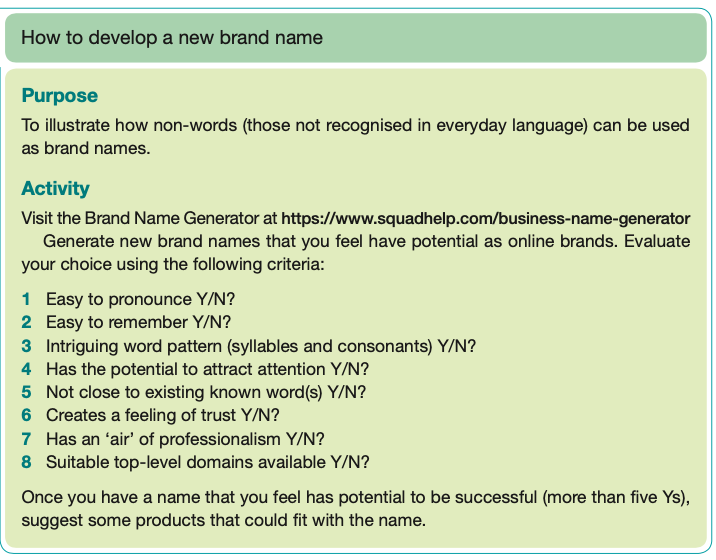 How to develop a new brand name
Purpose
To illustrate how non-words (those not recognised in everyday language) can be used
as brand names.
Activity
Visit the Brand Name Generator at https://www.squadhelp.com/business-name-generator
Generate new brand names that you feel have potential as online brands. Evaluate
your choice using the following criteria:
1 Easy to pronounce Y/N?
2 Easy to remember Y/N?
3 Intriguing word pattern (syllables and consonants) Y/N?
4 Has the potential to attract attention Y/N?
5 Not close to existing known word(s) Y/N?
6 Creates a feeling of trust Y/N?
7 Has an ‘air’ of professionalism Y/N?
8 Suitable top-level domains available Y/N?
Once you have a name that you feel has potential to be successful (more than five Ys),
suggest some products that could fit with the name.